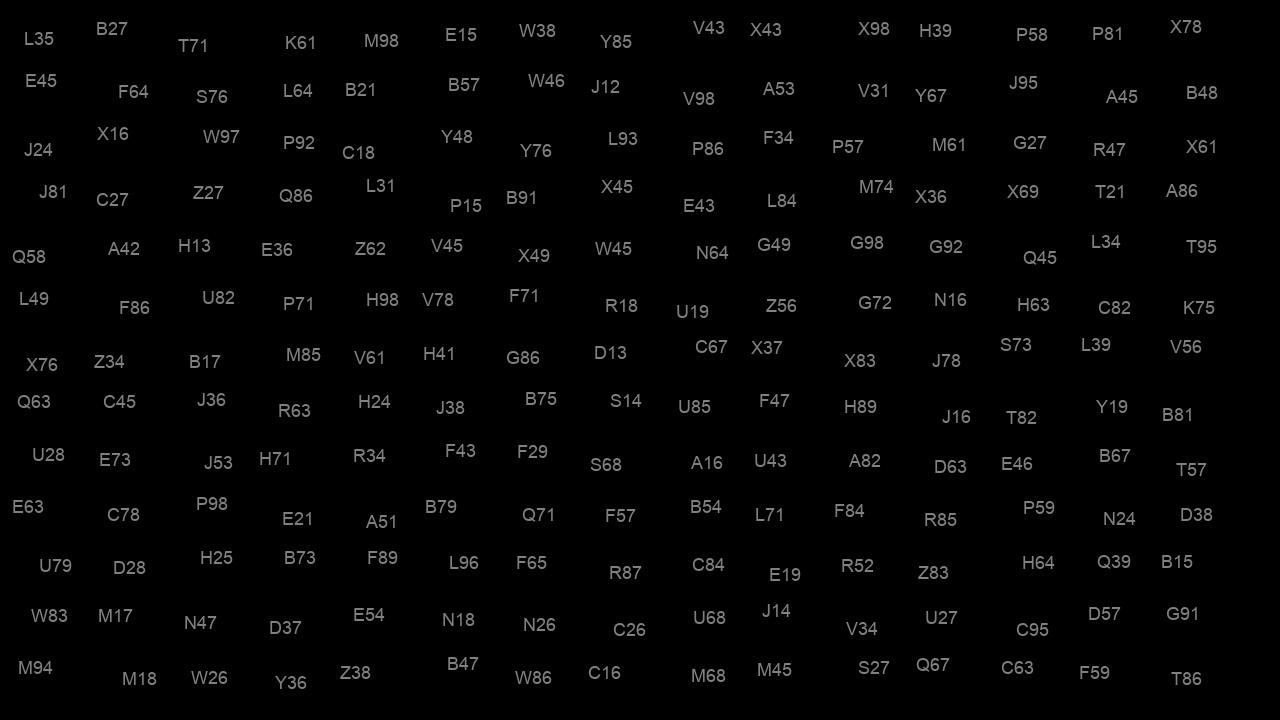 L35 B27 T71 K61 M98 E15 W38 Y85 V43 X43 X98 H39 P58 P81 X78
E45 F64 S76 L64 B21 B57 W46 J12 V98 A53 V31 Y67 J95 A45 B48
J24 X16 W97 P92 C18 Y48 Y76 L93 P86 F34 P57 M61 G27 R47 X61
J81 C27 Z27 Q86 L31 P15 B91 X45 E43 L84 M74 X36 X69 T21 A86
Q58 A42 H13 E36 Z62 V45 X49 W45 N64 G49 G98 G92 Q45 L34 T95
L49 F86 U82 P71 H98 V78 F71 R18 U19 Z56 G72 N16 H63 C82 K75
X76 Z34 B17 M85 V61 H41 G86 D13 C67 X37 X83 J78 S73 L39 V56
Q63 C45 J36 R63 H24 J38 B75 S14 U85 F47 H89 J16 T82 Y19 B81
U28 E73 J53 H71 R34 F43 F29 S68 A16 U43 A82 D63 E46 B67 T57
E63 C78 P98 E21 A51 B79 Q71 F57 B54 L71 F84 R85 P59 N24 D38
U79 D28 H25 B73 F89 L96 F65 R87 C84 E19 R52 Z83 H64 Q39 B15
W83 M17 N47 D37 E54 N18 N26 C26 U68 J14 V34 U27 C95 D57 G91
M94 M18 W26 Y36 Z38 B47 W86 C16 M68 M45 S27 Q67 C63 F59 T86